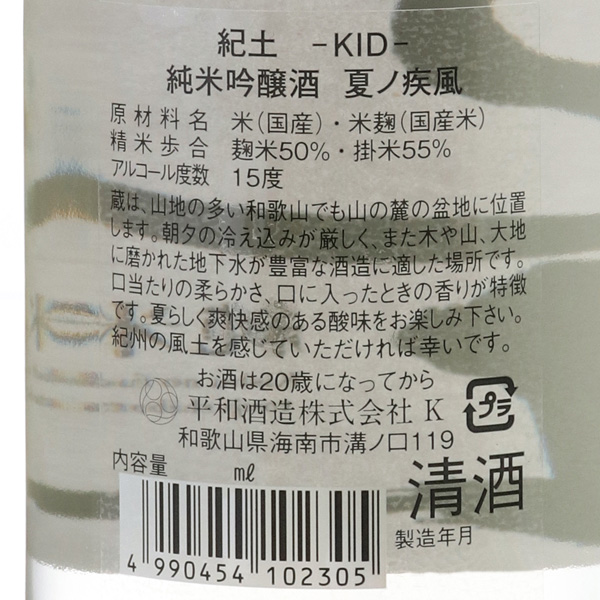 紀土 -KID-
純米吟醸酒 夏ノ疾風
原材料名 米(国産)・米麹(国産米)
精米歩合 麹米50%・掛米55%
アルコール度数 15度
蔵は、山地の多い和歌山でも山の麓の盆地に位置
します。朝夕の冷え込みが厳しく、また木や山、大地
に磨かれた地下水が豊富な酒造に適した場所です。
口当たりの柔らかさ、口に入ったときの香りが特徴
です。夏らしく爽快感のある酸味をお楽しみ下さい。
紀州の風土を感じていただければ幸いです。
お酒は20歳になってから
平和酒造株式会社 K
プラ
和歌山県海南市溝ノ口119
内容量 ml
清酒
製造年月
4 990454 102305